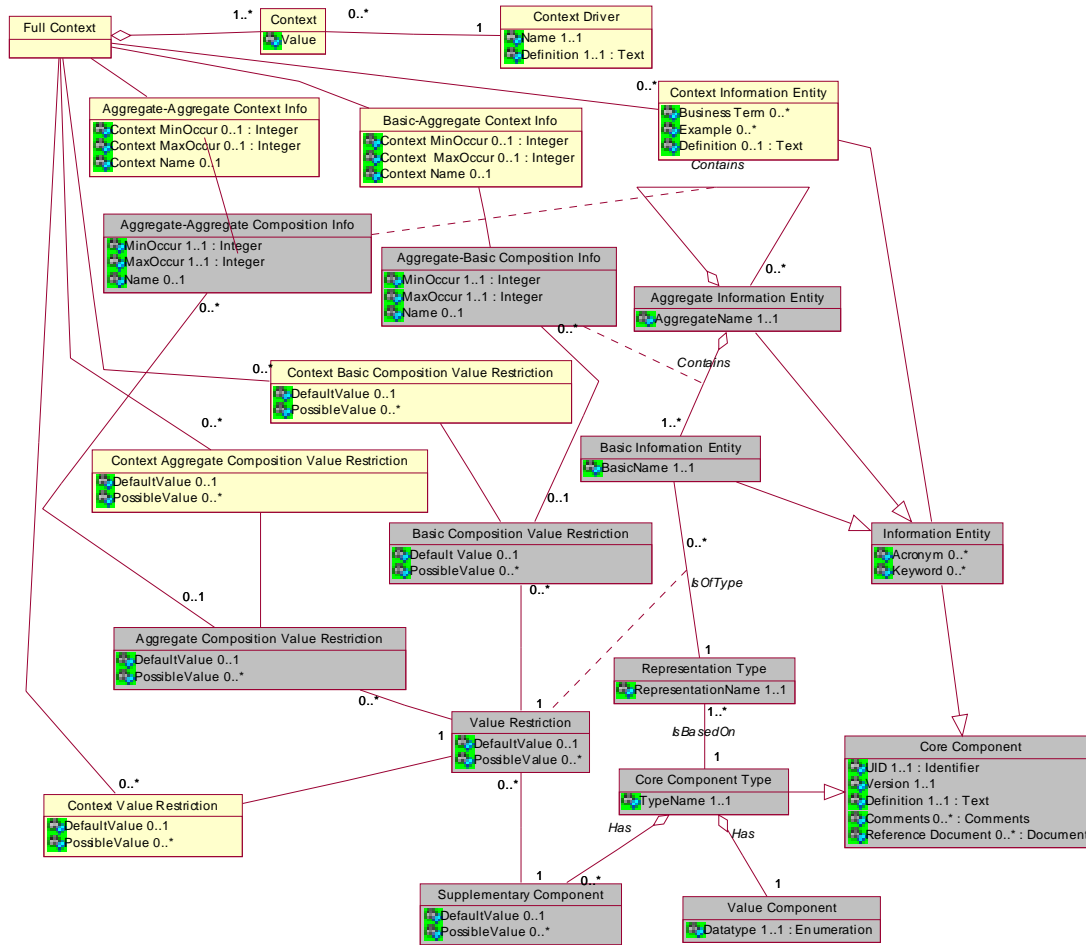 Full Context
1..*
0..*
Context
Value
1
Context Driver
Name 1..1
Definition 1..1 : Text
Aggregate-Aggregate Context Info
Context MinOccur 0..1 : Integer
Context MaxOccur 0..1 : Integer
Context Name 0..1
Basic-Aggregate Context Info
Context MinOccur 0..1 : Integer
Context MaxOccur 0..1 : Integer
Context Name 0..1
0..*
Context Information Entity
Business Term 0..*
Example 0..*
Definition 0..1 : Text
Contains
Aggregate-Aggregate Composition Info
MinOccur 1..1 : Integer
MaxOccur 1..1 : Integer
Name 0..1
0..*
Aggregate-Basic Composition Info
MinOccur 1..1 : Integer
MaxOccur 1..1 : Integer
Name 0..1
0..*
0..*
Aggregate Information Entity
AggregateName 1..1
Contains
1..*
0..*
Context Basic Composition Value Restriction
DefaultValue 0..1
PossibleValue 0..*
0..*
Context Aggregate Composition Value Restriction
DefaultValue 0..1
PossibleValue 0..*
Basic Information Entity
BasicName 1..1
0..1
Basic Composition Value Restriction
Default Value 0..1
PossibleValue 0..*
0..*
0..*
IsOfType
Information Entity
Acronym 0..*
Keyword 0..*
0..1
Aggregate Composition Value Restriction
DefaultValue 0..1
PossibleValue 0..*
0..*
1
Representation Type
RepresentationName 1..1
1..*
IsBasedOn
1
1
1
Value Restriction
DefaultValue 0..1
PossibleValue 0..*
0..*
Core Component Type
TypeName 1..1
Has
Has
Core Component
UID 1..1 : Identifier
Version 1..1
Definition 1..1 : Text
Comments 0..* : Comments
Reference Document 0..* : Document
0..*
Context Value Restriction
DefaultValue 0..1
PossibleValue 0..*
1
0..*
Supplementary Component
DefaultValue 0..1
PossibleValue 0..*
1
Value Component
Datatype 1..1 : Enumeration